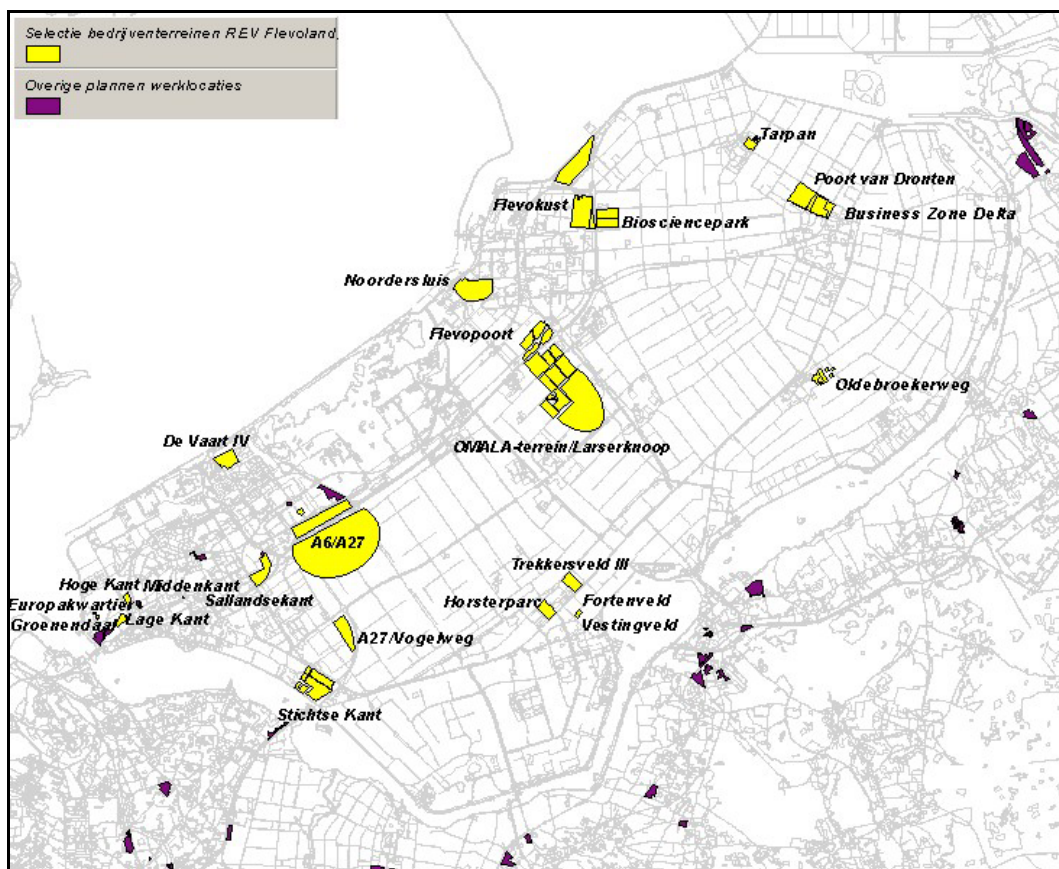 Selectie bedrijventerreinen REV Flevoland.
Overige plannen werklocaties
Tarpan
Poort van Dronten
Flevokust
Biosciencepark
Business Zone Delta
Noordersluis
Flevopoort
Oldebroekerweg
OMALA-terrein/Larserknoop
De Vaart IV
A6/A27
Trekkersveld III
Hoge Kant
Middenkant
Sallandsekant
Horsterparc
Fortenveld
Europakwartier
Groenendaal
Lage Kant
Vestingveld
A27/Vogelweg
Stichtse Kant